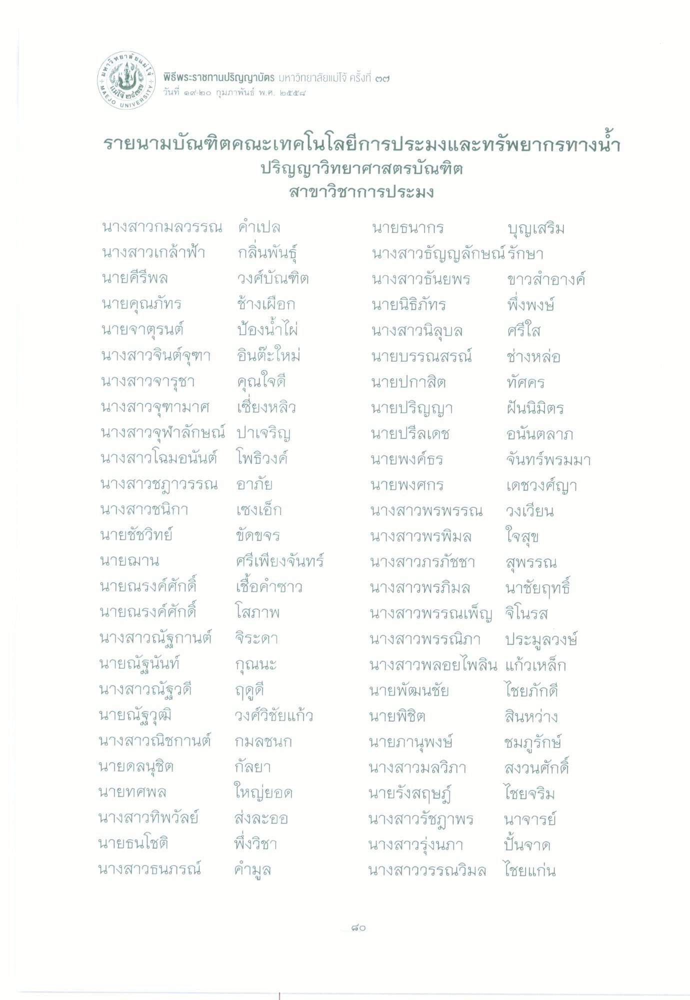 มหาวิทยาลัยแม่โจ้
แม่โจ้ ๒๔๗๗
MAEJO UNIVERSITY
พิธีพระราชทานปริญญาบัตร มหาวิทยาลัยแม่โจ้ ครั้งที่ ๓๗
วันที่ ๑๙-๒๐ กุมภาพันธ์ พ.ศ. ๒๕๕๘
รายนามบัณฑิตคณะเทคโนโลยีการประมงและทรัพยากรทางน้ำ
ปริญญาวิทยาศาสตรบัณฑิต
สาขาวิชาการประมง
นางสาวกมลวรรณ คำเปล
นางสาวเกล้าฟ้า กลิ่นพันธุ์
นายคีรีพล วงศ์บัณฑิต
นายคุณภัทร ช้างเผือก
นายจาตุรนต์ ป้องน้ำไผ่
นางสาวจินต์จุฑา อินต๊ะใหม่
นางสาวจารุชา คุณใจดี
นางสาวจุฑามาศ เซี่ยงหลิว
นางสาวจุฬาลักษณ์ ปาเจริญ
นางสาวโฉมอนันต์ โพธิวงค์
นางสาวชฎาวรรณ อาภัย
นางสาวชนิกา เซงเอ็ก
นายชัชวิทย์ ขัดขจร
นายฌาน ศรีเพียงจันทร์
นายณรงค์ศักดิ์ เชื้อคำซาว
นายณรงค์ศักดิ์ โสภาพ
นางสาวณัฐกานต์ จิระดา
นายณัฐนันท์ กุณนะ
นางสาวณัฐวดี ฤดูดี
นายณัฐวุฒิ วงศ์วิชัยแก้ว
นางสาวณิชกานต์ กมลชนก
นายดลนุชิต กัลยา
นายทศพล ใหญ่ยอด
นางสาวทิพวัลย์ ส่งละออ
นายธนโชติ พึ่งวิชา
นางสาวธนภรณ์ คำมูล
นายธนากร บุญเสริม
นางสาวธัญญลักษณ์ รักษา
นางสาวธันยพร ขาวสำอางค์
นายนิธิภัทร พึ่งพงษ์
นางสาวนิลุบล ศรีใส
นายบรรณสรณ์ ช่างหล่อ
นายปกาสิต ทัศคร
นายปริญญา ฝันนิมิตร
นายปรีลเดช อนันตลาภ
นายพงค์ธร จันทร์พรมมา
นายพงศกร เดชวงศ์ญา
นางสาวพรพรรณ วงเวียน
นางสาวพรพิมล ใจสุข
นางสาวภรภัชชา สุพรรณ
นางสาวพรภิมล นาชัยฤทธิ์
นางสาวพรรณเพ็ญ จิโนรส
นางสาวพรรณิภา ประมูลวงษ์
นางสาวพลอยไพลิน แก้วเหล็ก
นายพัฒนชัย ไชยภักดี
นายพิชิต สินหว่าง
นายภานุพงษ์ ชมภูรักษ์
นางสาวมลวิภา สงวนศักดิ์
นายรังสฤษฎ์ ไชยจริม
นางสาวรัชฎาพร นาจารย์
นางสาวรุ่งนภา ปั้นจาด
นางสาววรรณวิมล ไชยแก่น
๘๐